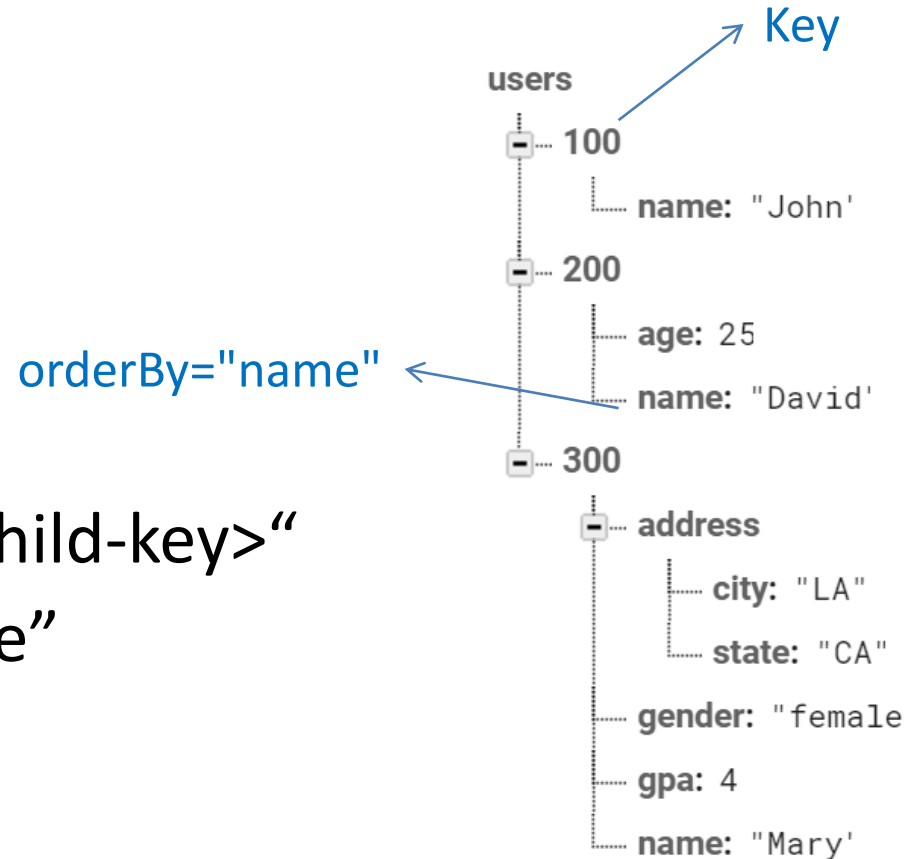 Key
users
100
name: "John'
200
age: 25
orderBy="name"
name: "David'
300
hild-key>“
address
city: "LA"
e”
state: "CA"
gender: "female
gpa: 4
name: "Mary'